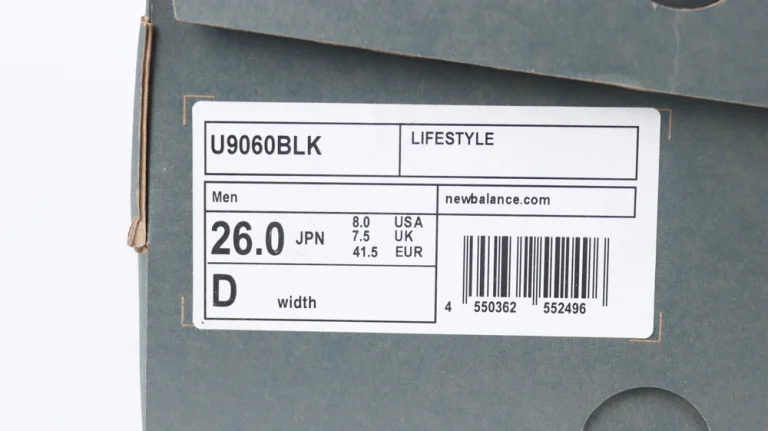 U9060BLK
LIFESTYLE
Men
newbalance.com
26.0 JPN
8.0 USA
7.5 UK
41.5 EUR
D width
4 550362 552496